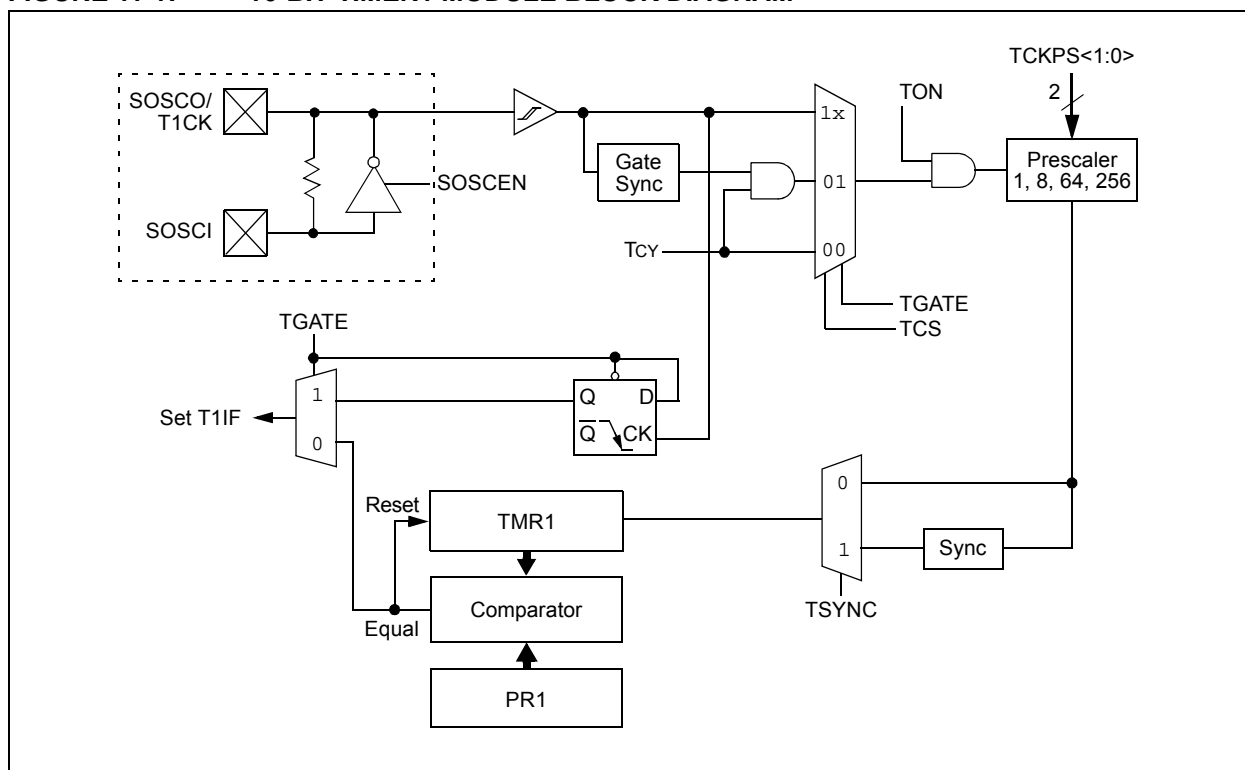 TCKPS<1:0>
2
SOSCO/
T1CK
TON
1x
Prescaler
1, 8, 64, 256
Gate
Sync
SOSCEN
01
SOSCI
TCY
00
TGATE
TCS
TGATE
1
Q
D
Set T1IF
Q
CK
0
0
Reset
TMR1
1
Sync
Comparator
TSYNC
Equal
PR1